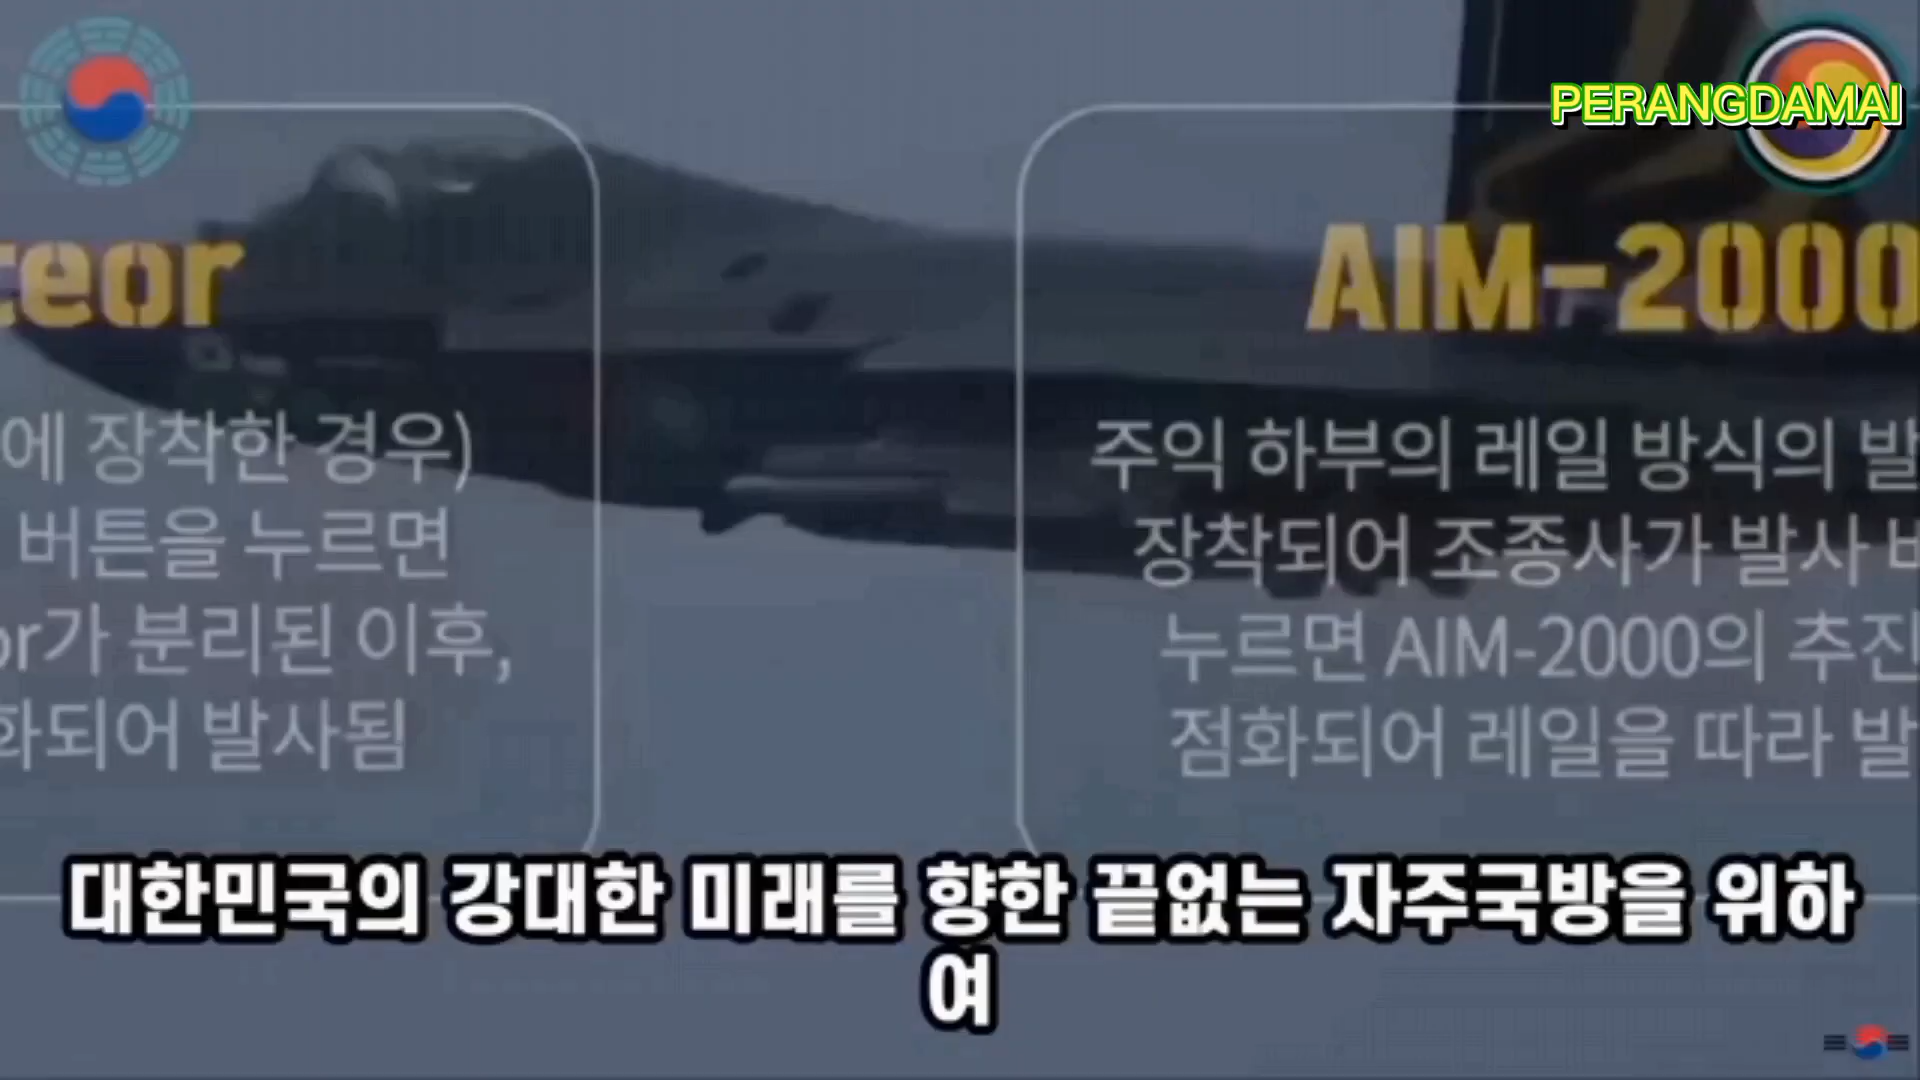 PERANGDAMAI
teor
에 장착한 경우)
버튼을 누르면
or가 분리된 이후,
화되어 발사됨
AIM-2000
주익 하부의 레일 방식의 발
장착되어 조종사가 발사 버
누르면 AIM-2000의 추진
점화되어 레일을 따라 발
대한민국의 강대한 미래를 향한 끝없는 자주국방을 위하
여